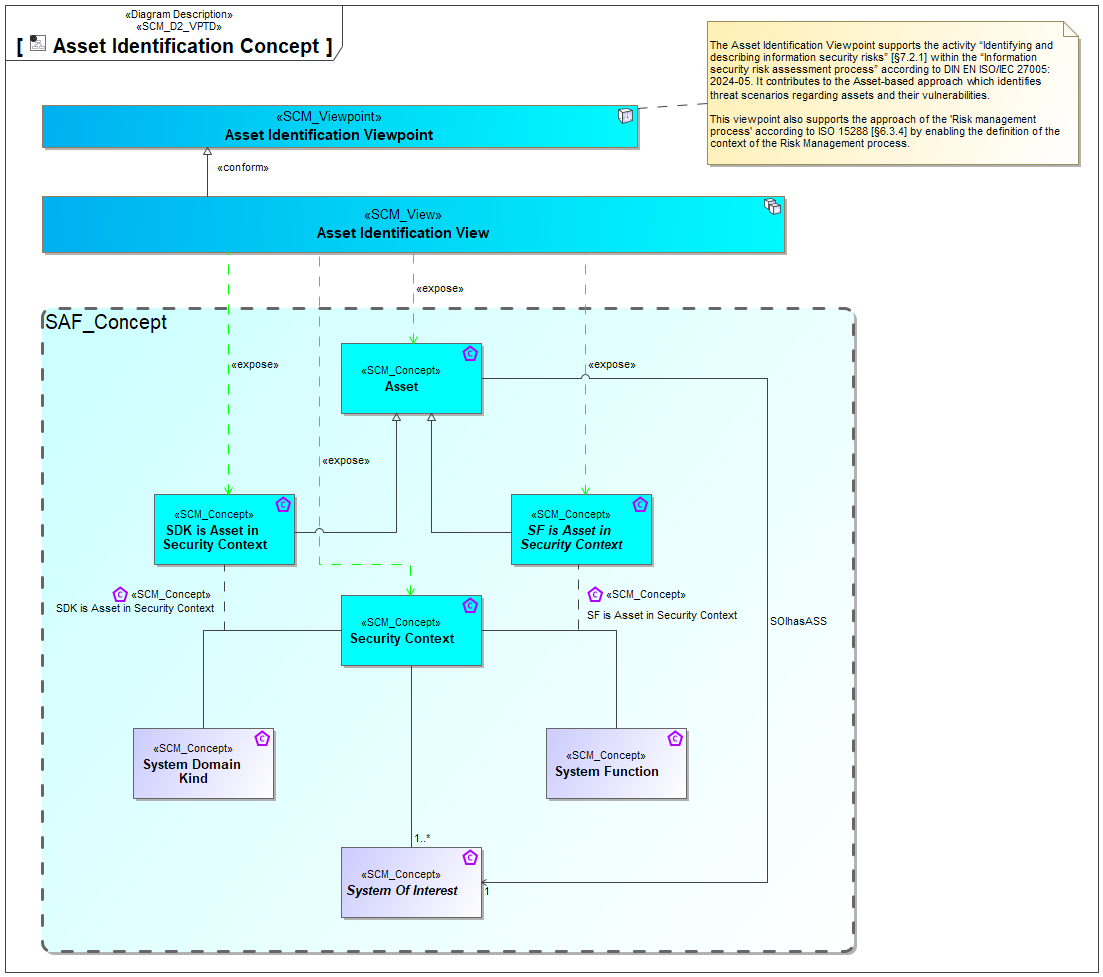 «Diagram Description»
«SCM_D2_VPTD»
[ Asset Identification Concept ]
The Asset Identification Viewpoint supports the activity “Identifying and
describing information security risks” [§7.2.1] within the “Information
security risk assessment process” according to DIN EN ISO/IEC 27005:
2024-05. It contributes to the Asset-based approach which identifies
threat scenarios regarding assets and their vulnerabilities.
This viewpoint also supports the approach of the 'Risk management
process' according to ISO 15288 [§6.3.4] by enabling the definition of the
context of the Risk Management process.
«SCM_Viewpoint»
Asset Identification Viewpoint
«conform»
«SCM_View»
Asset Identification View
«expose»
SAF_Concept
«expose»
«expose»
C
«SCM_Concept»
Asset
«expose»
C
«SCM_Concept»
SDK is Asset in
Security Context
C
«SCM_Concept»
SF is Asset in
Security Context
C «SCM_Concept»
SDK is Asset in Security Context
C «SCM_Concept»
SF is Asset in Security Context
C
«SCM_Concept»
Security Context
SOIhasASS
C
«SCM_Concept»
System Domain
Kind
C
«SCM_Concept»
System Function
1..*
C
«SCM_Concept»
System Of Interest
1